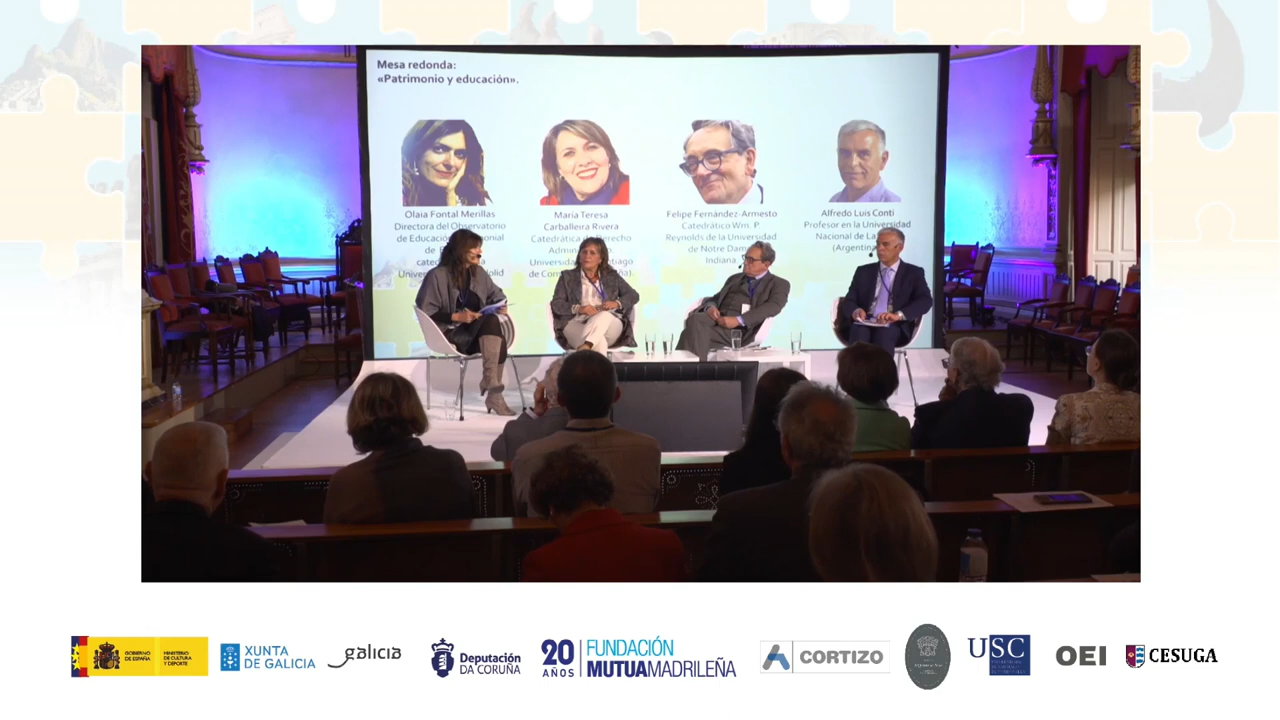 Mesa redonda:
«Patrimonio y educación».
Olaia Fontal Merillas
Directora del Observatorio
de Educación
María Teresa
Carballeira Rivera
Catedrática de Derecho
Felipe Fernández-Armesto
Catedrático Wm. P.
Reynolds de la Universidad
de Notre Dame
Indiana
Alfredo Luis Conti
Profesor en la Universidad
Nacional de La
(Argentina)
GOBIERNO
DE ESPAÑA
MINISTERIO
DE CULTURA
Y DEPORTE
XUNTA
DE GALICIA
galicia
Deputación
DA CORUÑA
20
AÑOS
FUNDACIÓN
MUTUAMADRILEÑA
CORTIZO
USC
OEI
CESUGA